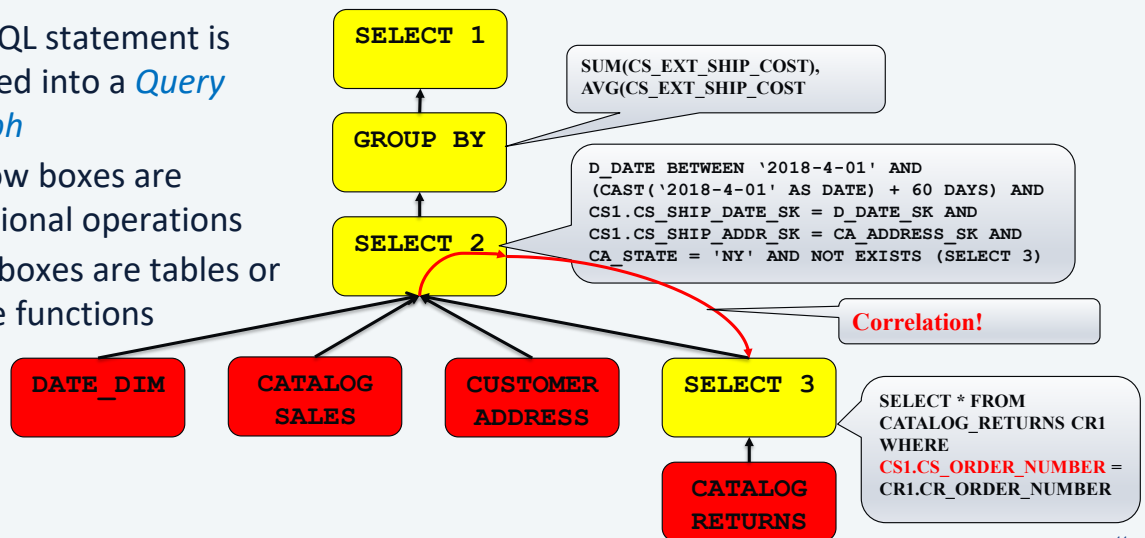 QL statement is
ed into a Query
ph
ow boxes are
ional operations
boxes are tables or
e functions
SELECT 1
SUM(CS_EXT_SHIP_COST),
AVG(CS_EXT_SHIP_COST
GROUP BY
D_DATE BETWEEN ‘2018-4-01' AND
(CAST(‘2018-4-01' AS DATE) + 60 DAYS) AND
CS1.CS_SHIP_DATE_SK = D_DATE_SK AND
CS1.CS_SHIP_ADDR_SK = CA_ADDRESS_SK AND
CA_STATE = 'NY' AND NOT EXISTS (SELECT 3)
SELECT 2
Correlation!
DATE_DIM
CATALOG
SALES
CUSTOMER
ADDRESS
SELECT 3
SELECT * FROM
CATALOG_RETURNS CR1
WHERE
CS1.CS_ORDER_NUMBER =
CR1.CR_ORDER_NUMBER
CATALOG
RETURNS